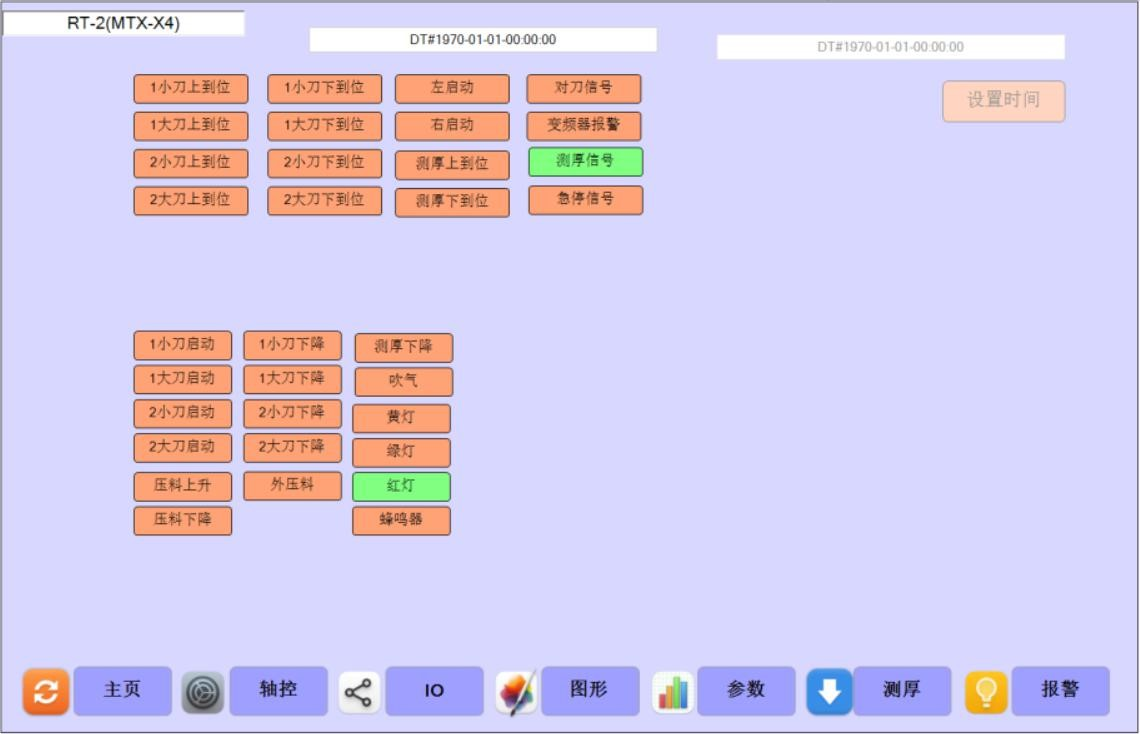 RT-2(MTX-X4)
DT#1970-01-01-00:00:00
DT#1970-01-01-00:00:00
1小刀上到位 1小刀下到位 左启动 对刀信号
设置时间
1大刀上到位 1大刀下到位 右启动 变频器报警
2小刀上到位 2小刀下到位 测厚上到位 测厚信号
2大刀上到位 2大刀下到位 测厚下到位 急停信号
1小刀启动 1小刀下降 测厚下降
1大刀启动 1大刀下降 吹气
2小刀启动 2小刀下降 黄灯
2大刀启动 2大刀下降 绿灯
压料上升 外压料 红灯
压料下降 蜂鸣器
主页 轴控 IO 图形 参数 测厚 报警